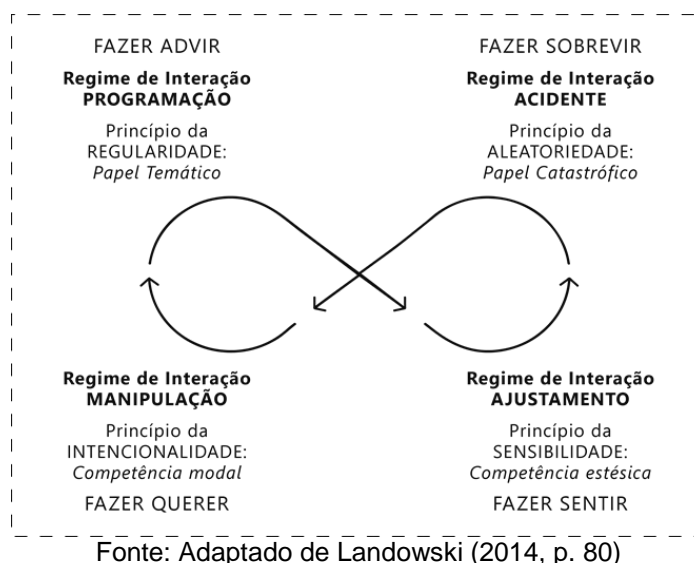 FAZER ADVIR
Regime de Interação
PROGRAMAÇÃO
Princípio da
REGULARIDADE:
Papel Temático
FAZER SOBREVIR
Regime de Interação
ACIDENTE
Princípio da
ALEATORIEDADE:
Papel Catastrófico
Regime de Interação
MANIPULAÇÃO
Princípio da
INTENCIONALIDADE:
Competência modal
FAZER QUERER
Regime de Interação
AJUSTAMENTO
Princípio da
SENSIBILIDADE:
Competência estésica
FAZER SENTIR
Fonte: Adaptado de Landowski (2014, p. 80)